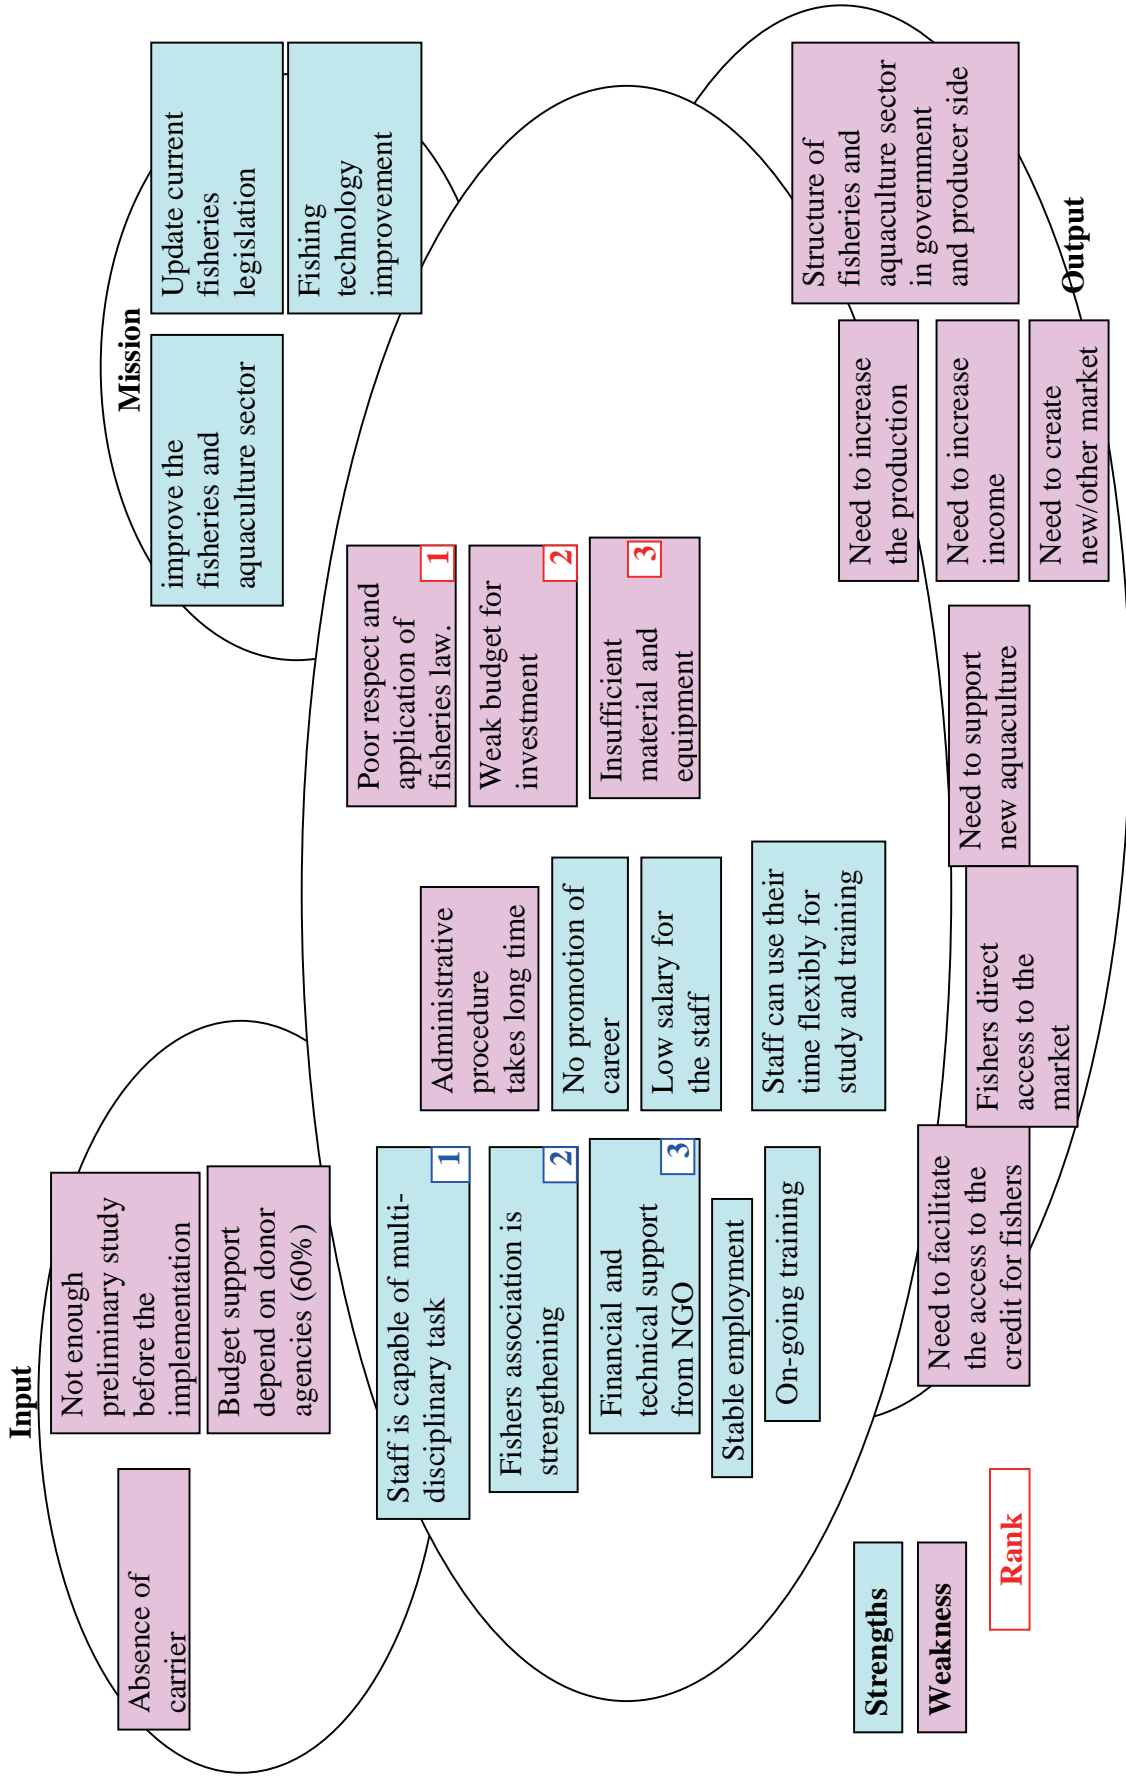 Input
Mission
Absence of
carrier
Not enough
preliminary study
before the
implementation
Budget support
depend on donor
agencies (60%)
improve the
fisheries and
aquaculture sector
Update current
fisheries
legislation
Fishing
technology
improvement
Staff is capable of multi-
disciplinary task
1
Fishers association is
strengthening
2
Financial and
technical support
from NGO
3
Stable employment
On-going training
Administrative
procedure
takes long time
No promotion of
career
Low salary for
the staff
Staff can use their
time flexibly for
study and training
Poor respect and
application of
fisheries law.
1
Weak budget for
investment
2
Insufficient
material and
equipment
3
Strengths
Weakness
Rank
Need to facilitate
the access to the
credit for fishers
Fishers direct
access to the
market
Need to support
new aquaculture
Need to increase
the production
Need to increase
income
Need to create
new/other market
Structure of
fisheries and
aquaculture sector
in government
and producer side
Output